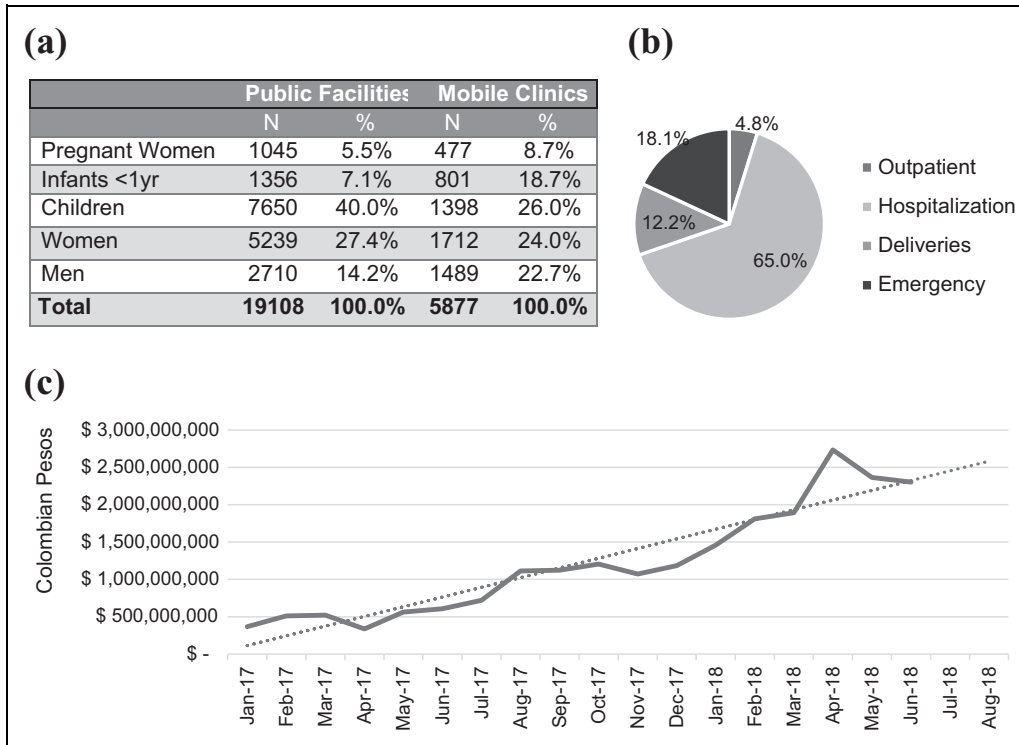 (a)
Public Facilities Mobile Clinics
N % N %
Pregnant Women 1045 5.5% 477 8.7%
Infants <1yr 1356 7.1% 801 18.7%
Children 7650 40.0% 1398 26.0%
Women 5239 27.4% 1712 24.0%
Men 2710 14.2% 1489 22.7%
Total 19108 100.0% 5877 100.0%
(b)
4.8%
18.1%
12.2%
65.0%
Outpatient
Hospitalization
Deliveries
Emergency
(c)
Colombian Pesos
$ 3,000,000,000
$ 2,500,000,000
$ 2,000,000,000
$ 1,500,000,000
$ 1,000,000,000
$ 500,000,000
$ -
Jan-17
Feb-17
Mar-17
Apr-17
May-17
Jun-17
Jul-17
Aug-17
Sep-17
Oct-17
Nov-17
Dec-17
Jan-18
Feb-18
Mar-18
Apr-18
May-18
Jun-18
Jul-18
Aug-18